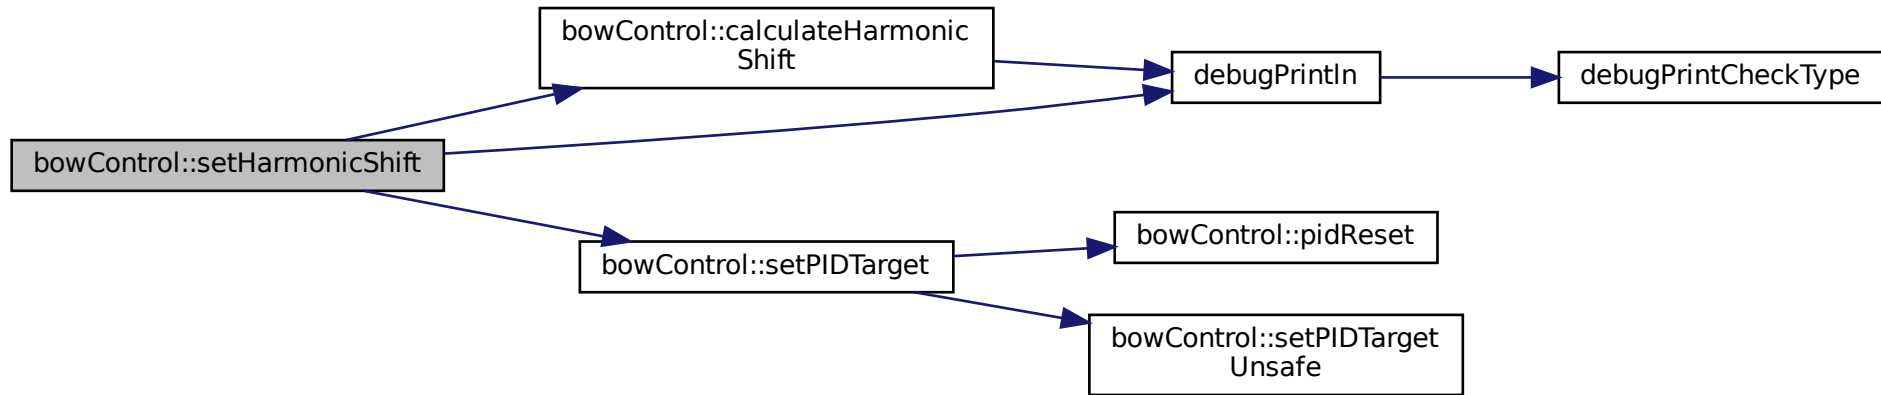 bowControl::calculateHarmonic
Shift
debugPrintln
debugPrintCheckType
bowControl::setHarmonicShift
bowControl::setPIDTarget
bowControl::pidReset
bowControl::setPIDTarget
Unsafe